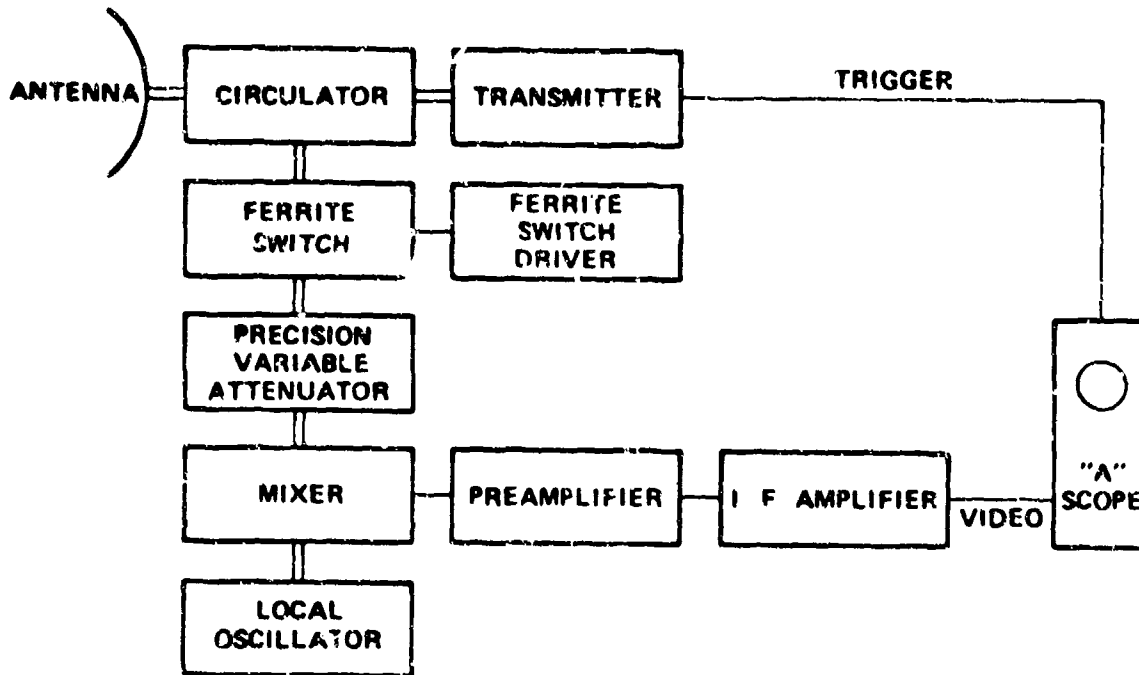 ANTENNA
CIRCULATOR
TRANSMITTER
TRIGGER
FERRITE
SWITCH
FERRITE
SWITCH
DRIVER
PRECISION
VARIABLE
ATTENUATOR
MIXER
PREAMPLIFIER
I F AMPLIFIER
VIDEO
"A"
SCOPE
LOCAL
OSCILLATOR